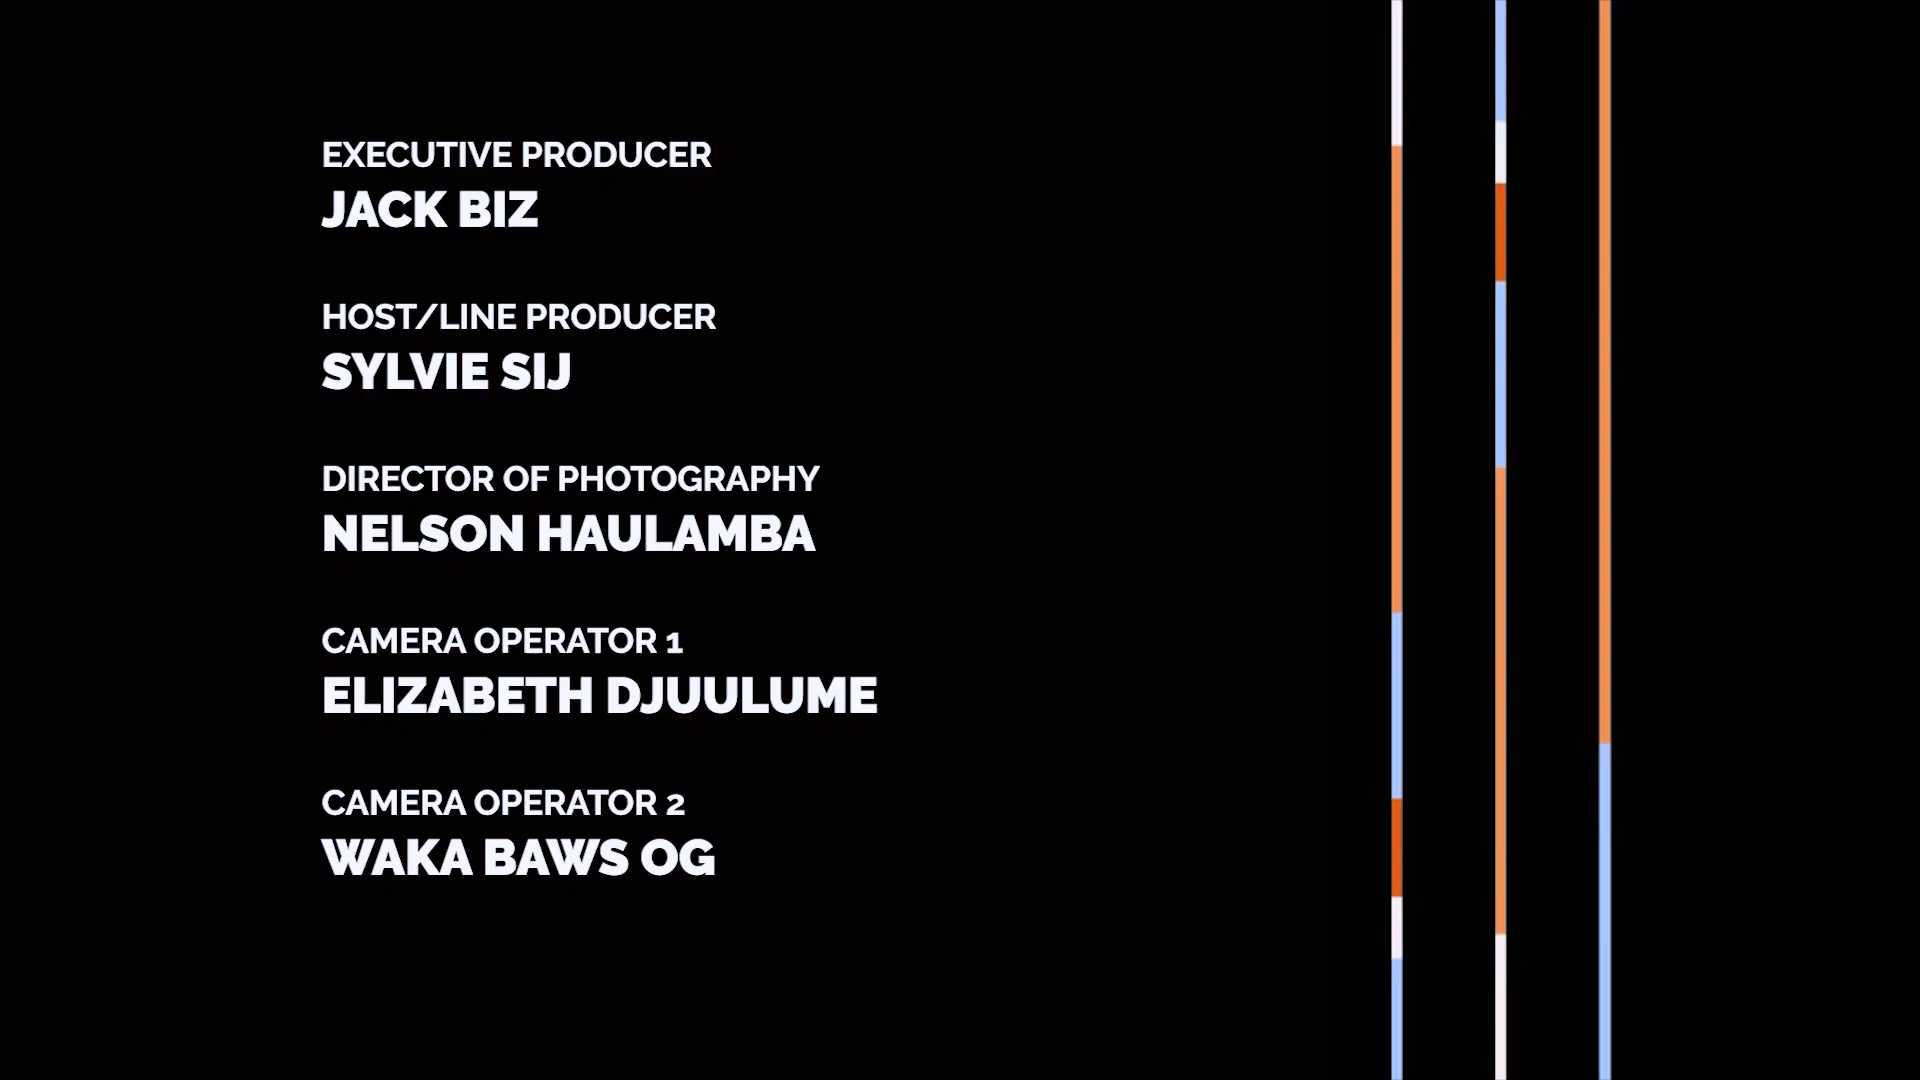 EXECUTIVE PRODUCER
JACK BIZ
HOST/LINE PRODUCER
SYLVIE SIJ
DIRECTOR OF PHOTOGRAPHY
NELSON HAULAMBA
CAMERA OPERATOR 1
ELIZABETH DJUULUME
CAMERA OPERATOR 2
WAKA BAWS OG